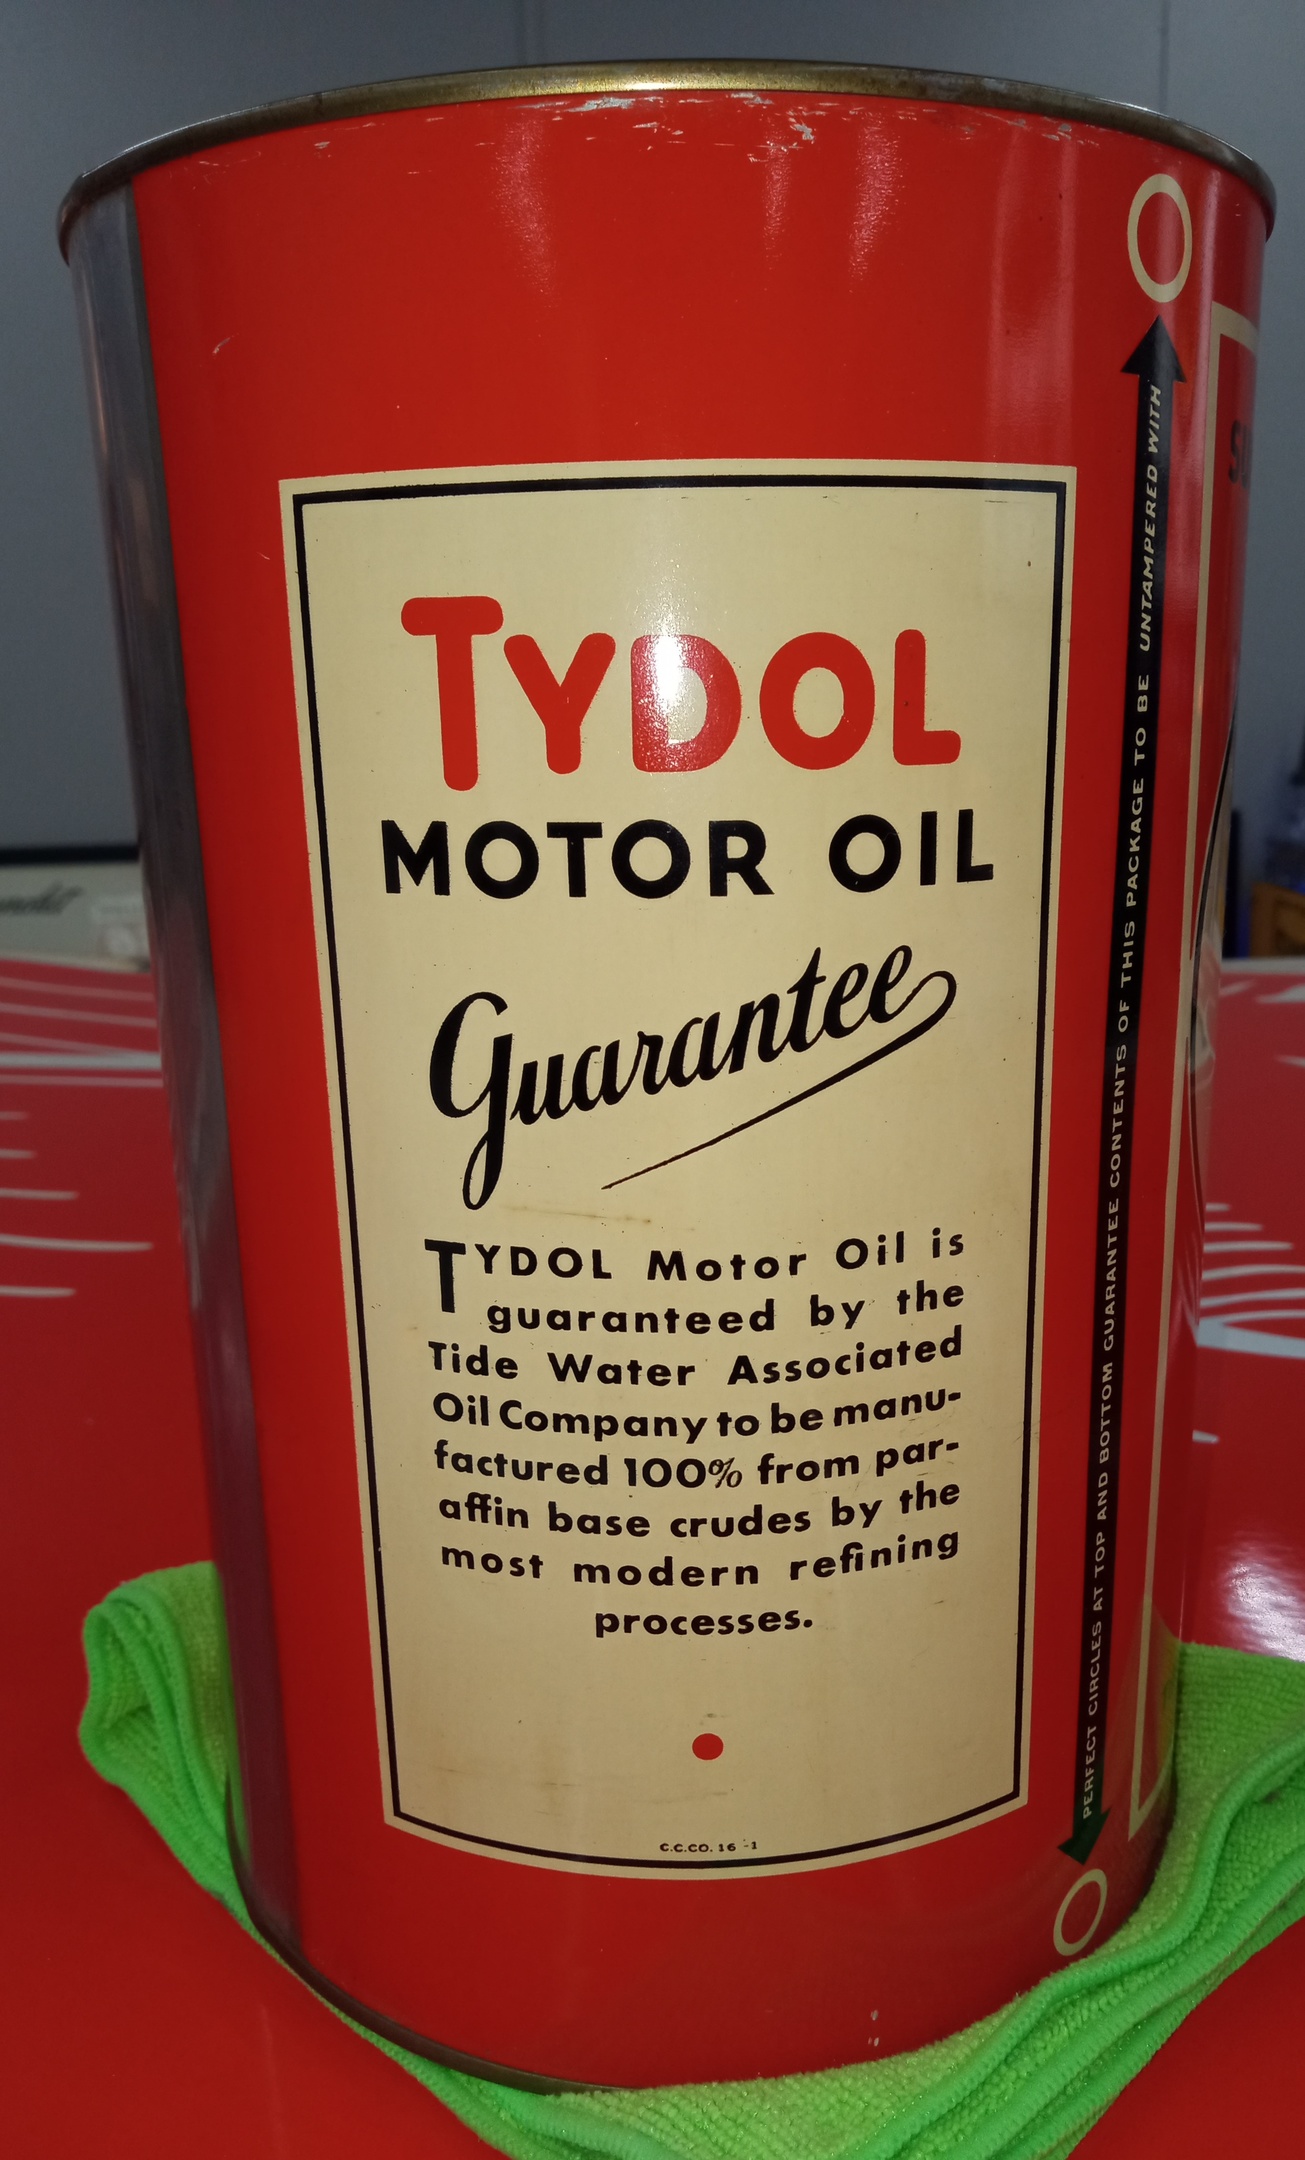 TYDOL
MOTOR OIL
Guarantee
TYDOL Motor Oil is
guaranteed by the
Tide Water Associated
Oil Company to be manu-
factured 100% from par-
affin base crudes by the
most modern refining
processes.
C.C.CO. 16 -1
PERFECT CIRCLES AT TOP AND BOTTOM GUARANTEE CONTENTS OF THIS PACKAGE TO BE UNTAMPERED WITH